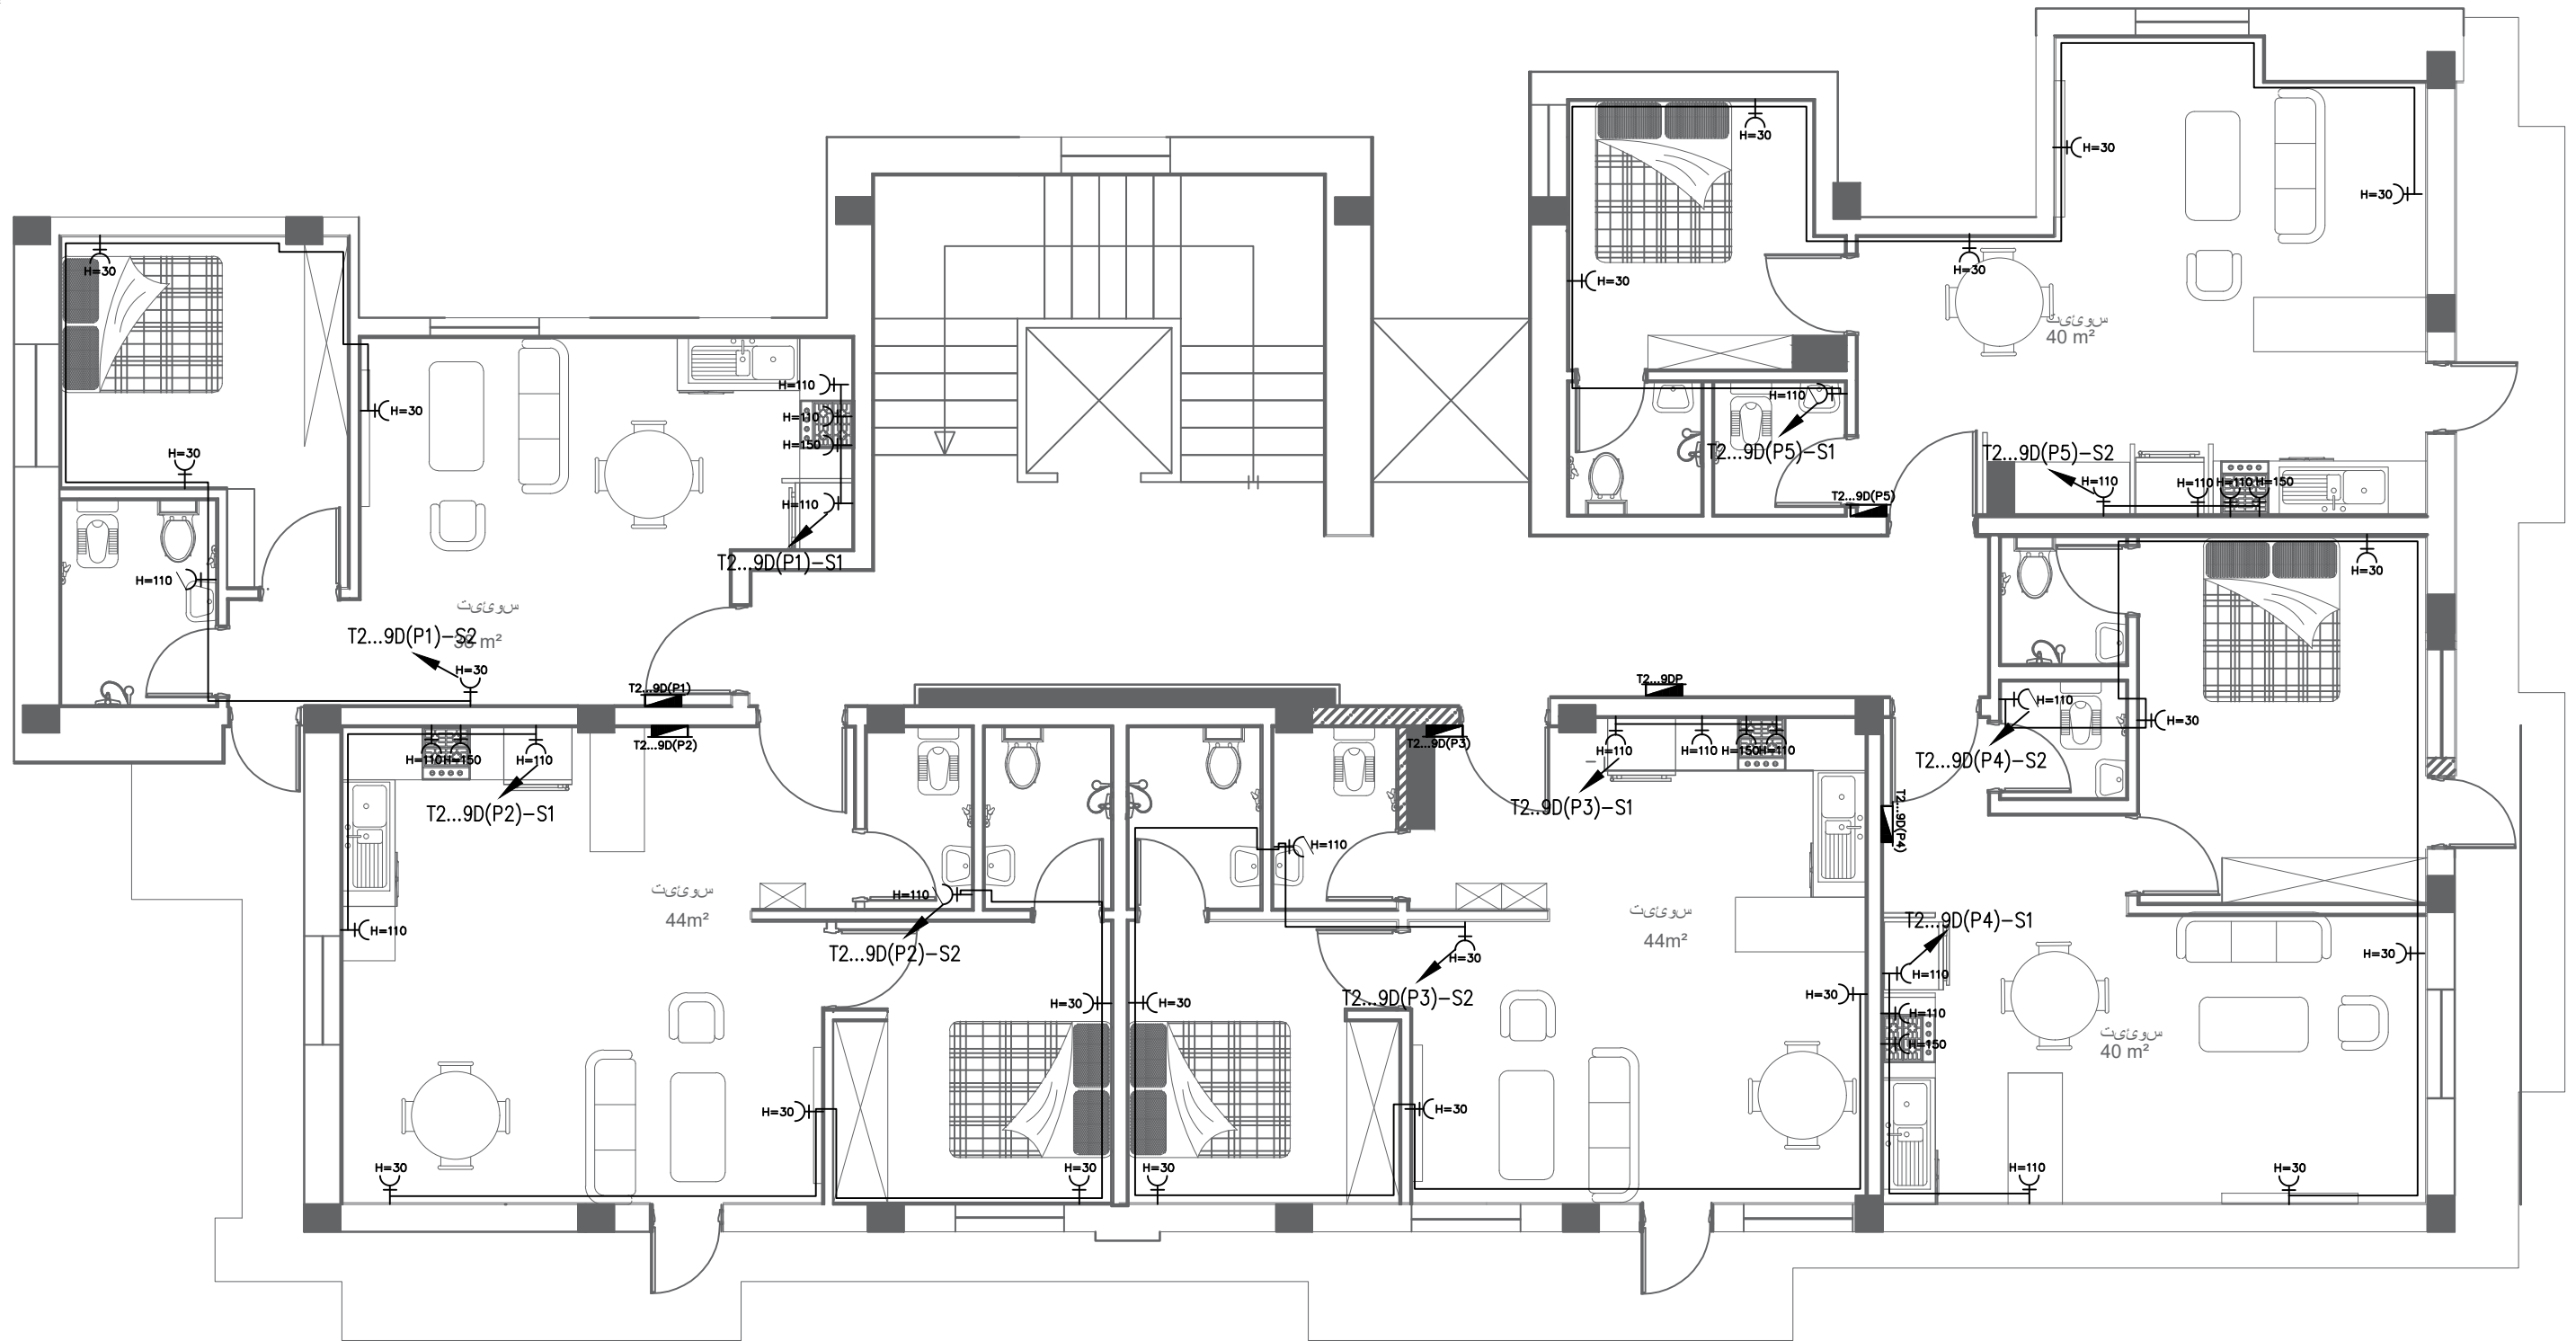 H=30
H=30
H=30
H=30
H=30
H=110
H=30
سوئیت
40 m²
H=30
H=110
H=110
H=150
H=30
H=110
T2...9D(P1)-S1
H=110
سوئیت
38 m²
T2...9D(P1)-S2
H=30
T2...9D(P1)
T2...9D(P5)-S1
T2...9D(P5)
T2...9D(P5)-S2
H=110
H=110
H=110
H=150
H=30
T2...9DP
T2...9D(P2)
H=110
H=150
H=110
T2...9D(P2)-S1
سوئیت
44m²
H=110
H=110
T2...9D(P2)-S2
H=30
H=30
H=30
H=30
T2...9D(P3)
H=110
H=110
H=150
H=110
T2...9D(P3)-S1
H=110
سوئیت
44m²
H=30
T2...9D(P3)-S2
H=30
H=30
H=30
H=30
H=110
H=30
T2...9D(P4)-S2
T2...9D(P4)
T2...9D(P4)-S1
H=110
H=110
H=150
H=30
سوئیت
40 m²
H=110
H=30